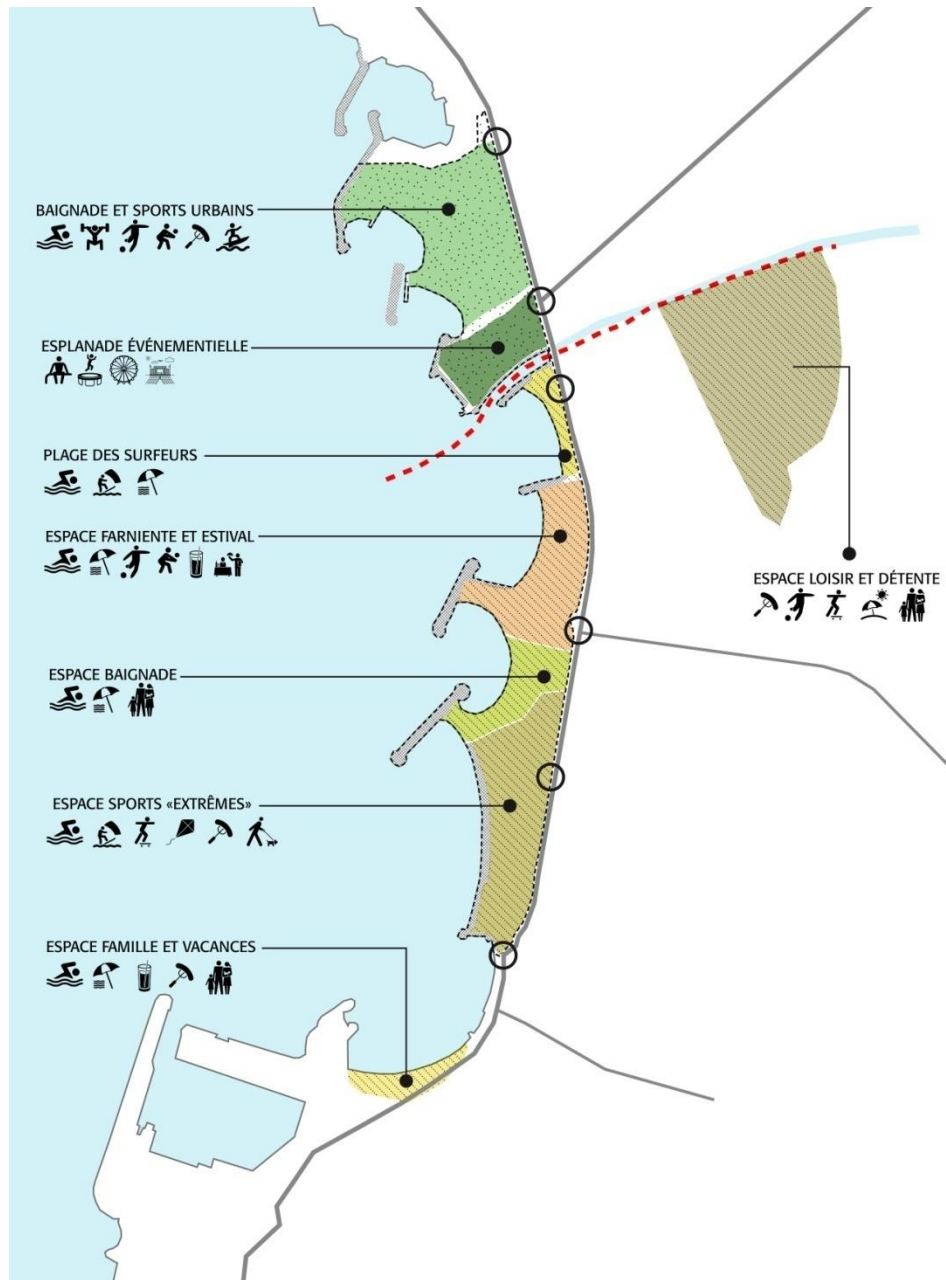 BAIGNADE ET SPORTS URBAINS
ESPLANADE ÉVÉNEMENTIELLE
PLAGE DES SURFEURS
ESPACE FARNIENTE ET ESTIVAL
ESPACE LOISIR ET DÉTENTE
ESPACE BAIGNADE
ESPACE SPORTS «EXTRÊMES»
ESPACE FAMILLE ET VACANCES